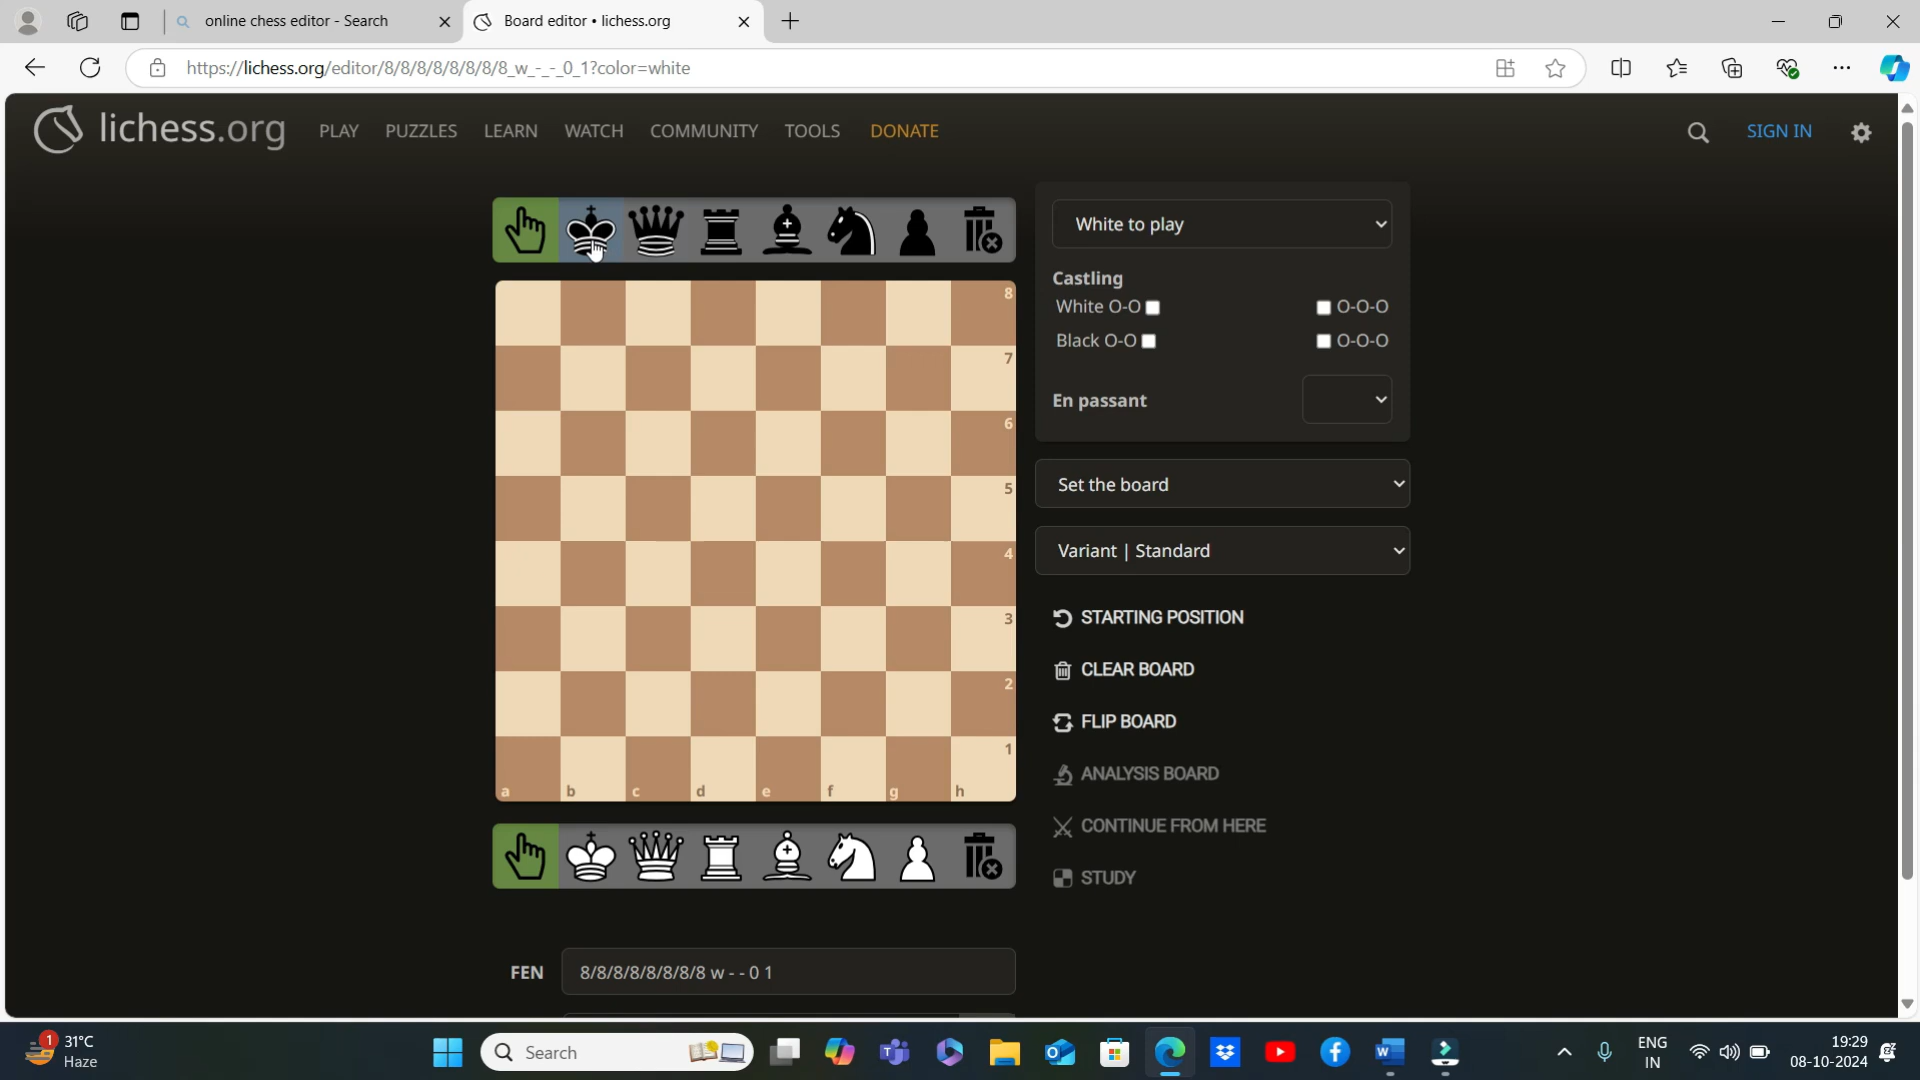 online chess editor - Search
Board editor • lichess.org
https://lichess.org/editor/8/8/8/8/8/8/8/8_w_-_-_0_1?color=white
lichess.org
PLAY
PUZZLES
LEARN
WATCH
COMMUNITY
TOOLS
DONATE
SIGN IN
White to play
Castling
White O-O
O-O-O
Black O-O
O-O-O
En passant
8
7
6
5
4
3
2
1
a b c d e f g h
Set the board
Variant | Standard
STARTING POSITION
CLEAR BOARD
FLIP BOARD
ANALYSIS BOARD
CONTINUE FROM HERE
STUDY
FEN
8/8/8/8/8/8/8/8 w - - 0 1
1
31°C
Haze
Search
ENG
IN
19:29
08-10-2024